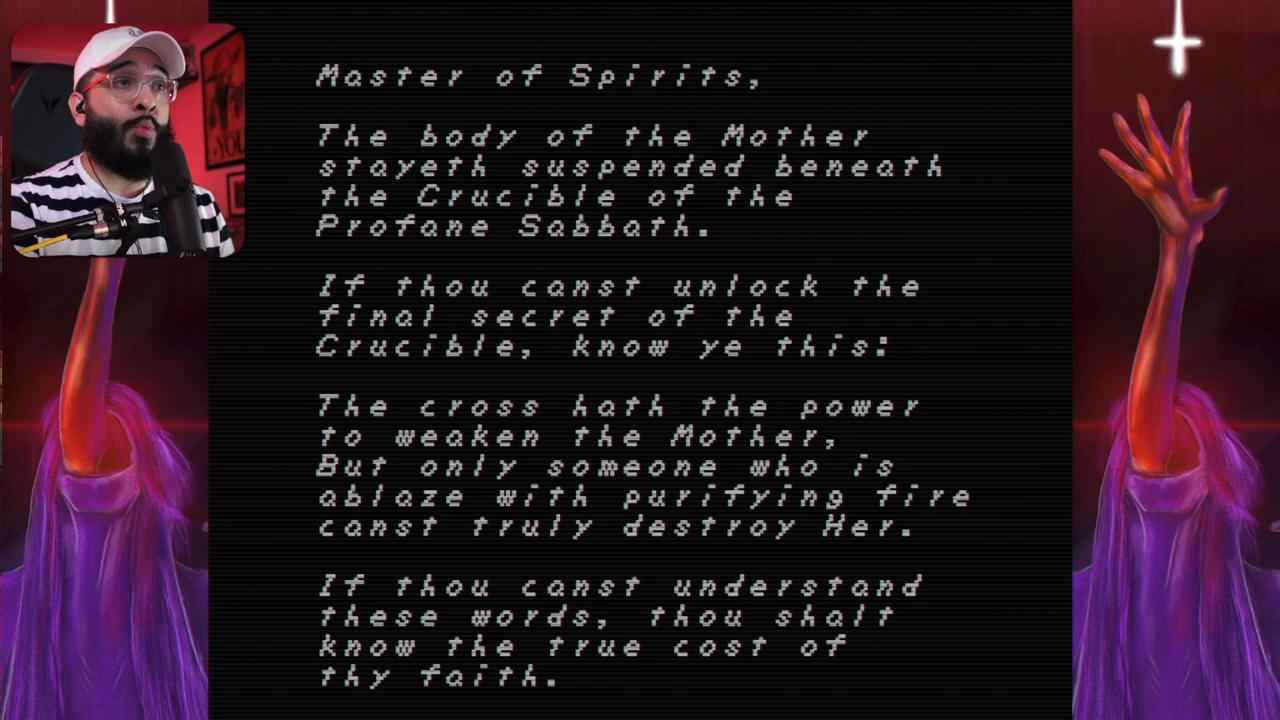 Master of Spirits,
The body of the Mother
stayeth suspended beneath
the Crucible of the
Profane Sabbath.
If thou canst unlock the
final secret of the
Crucible, know ye this:
The cross hath the power
to weaken the Mother,
But only someone who is
ablaze with purifying fire
canst truly destroy Her.
If thou canst understand
these words, thou shalt
know the true cost of
thy faith.
YOU